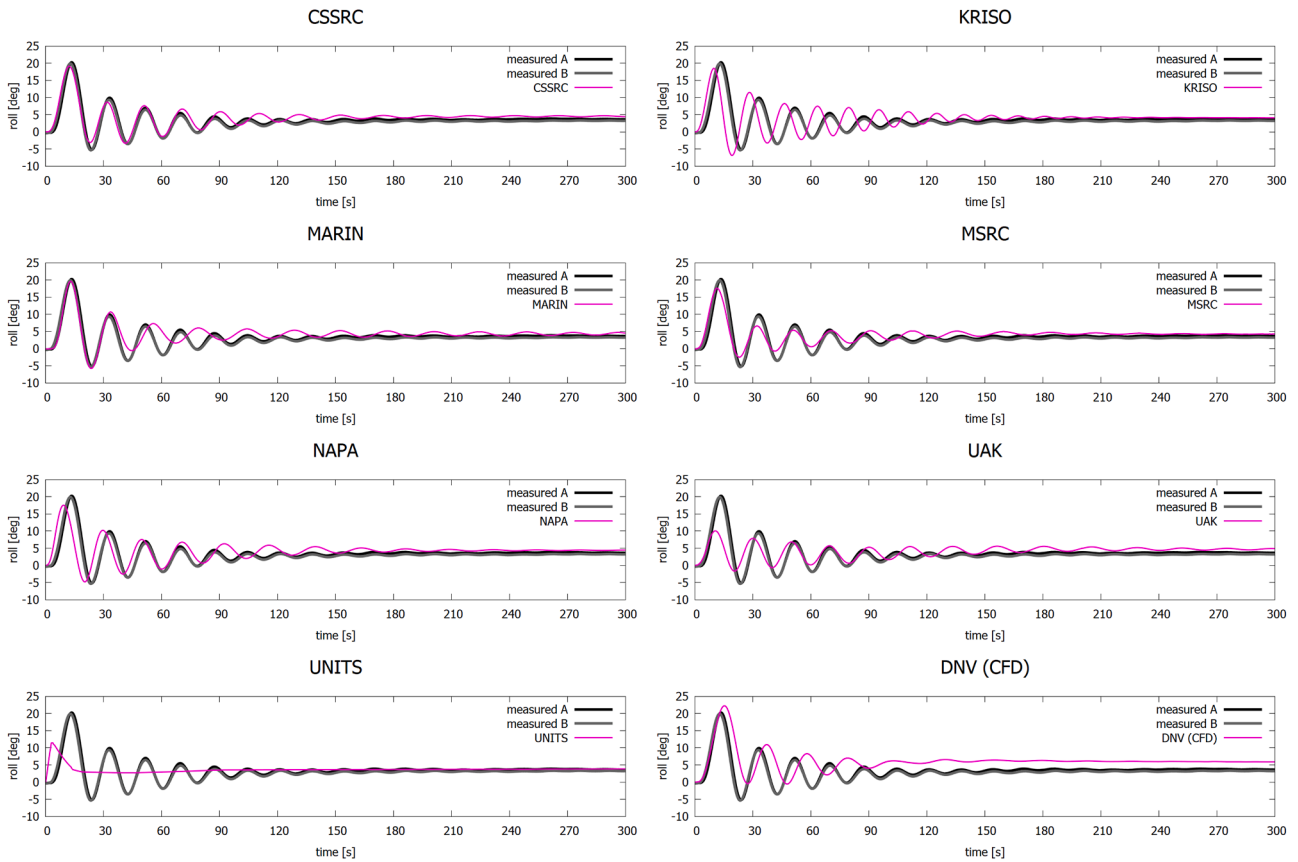 CSSRC
roll [deg]
25
20
15
10
5
0
-5
-10
measured A
measured B
CSSRC
0 30 60 90 120 150 180 210 240 270 300
time [s]
KRISO
roll [deg]
25
20
15
10
5
0
-5
-10
measured A
measured B
KRISO
0 30 60 90 120 150 180 210 240 270 300
time [s]
MARIN
roll [deg]
25
20
15
10
5
0
-5
-10
measured A
measured B
MARIN
0 30 60 90 120 150 180 210 240 270 300
time [s]
MSRC
roll [deg]
25
20
15
10
5
0
-5
-10
measured A
measured B
MSRC
0 30 60 90 120 150 180 210 240 270 300
time [s]
NAPA
roll [deg]
25
20
15
10
5
0
-5
-10
measured A
measured B
NAPA
0 30 60 90 120 150 180 210 240 270 300
time [s]
UAK
roll [deg]
25
20
15
10
5
0
-5
-10
measured A
measured B
UAK
0 30 60 90 120 150 180 210 240 270 300
time [s]
UNITS
roll [deg]
25
20
15
10
5
0
-5
-10
measured A
measured B
UNITS
0 30 60 90 120 150 180 210 240 270 300
time [s]
DNV (CFD)
roll [deg]
25
20
15
10
5
0
-5
-10
measured A
measured B
DNV (CFD)
0 30 60 90 120 150 180 210 240 270 300
time [s]